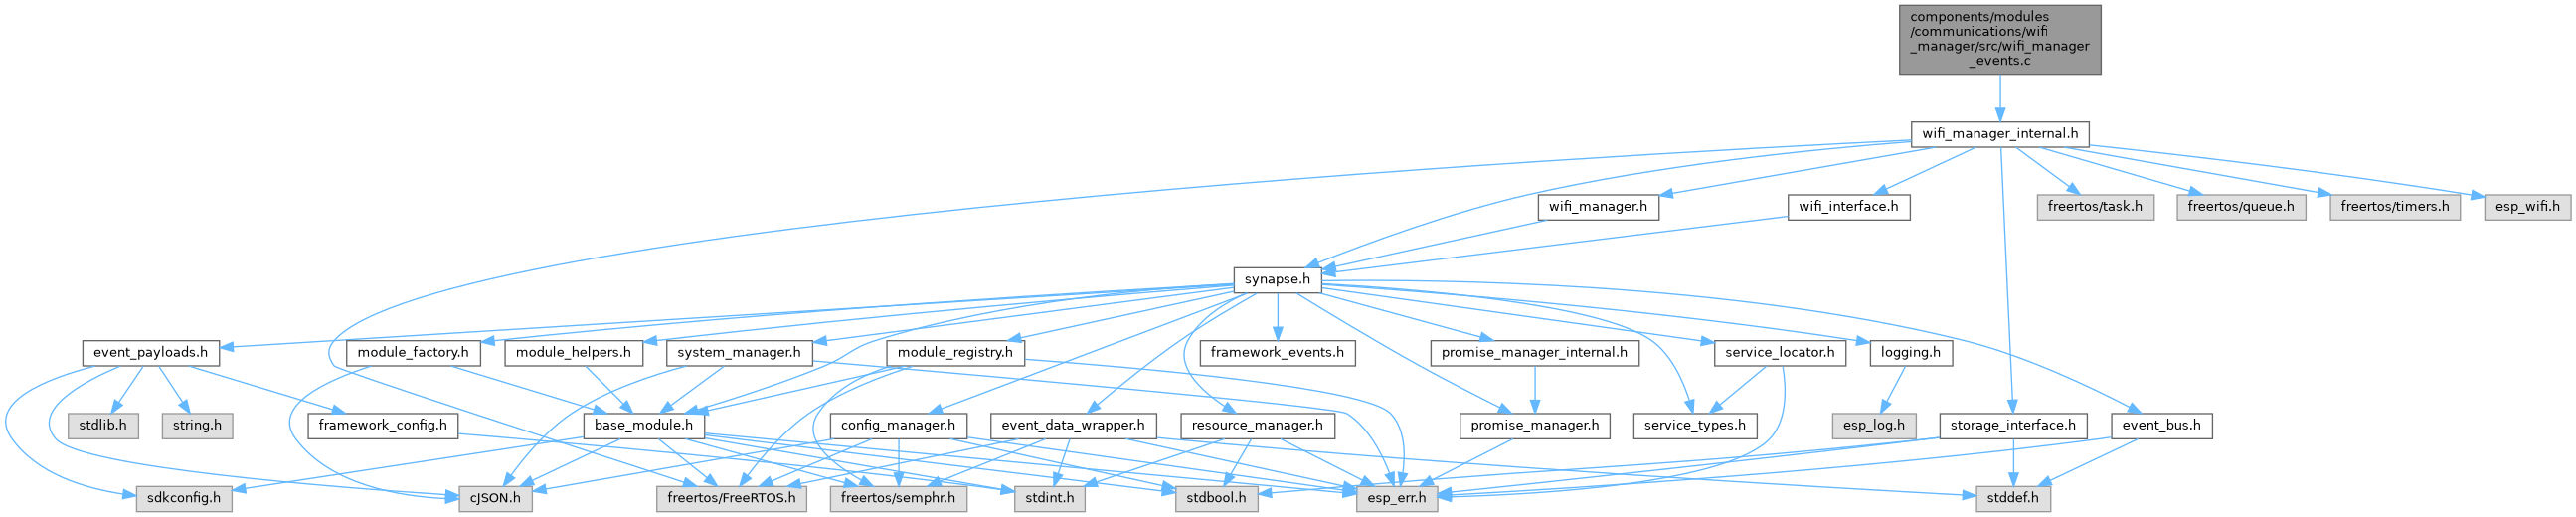 components/modules
/communications/wifi
_manager/src/wifi_manager
_events.c
wifi_manager_internal.h
wifi_manager.h
wifi_interface.h
freertos/task.h
freertos/queue.h
freertos/timers.h
esp_wifi.h
synapse.h
event_payloads.h
module_factory.h
module_helpers.h
system_manager.h
module_registry.h
framework_events.h
promise_manager_internal.h
service_locator.h
logging.h
stdlib.h
string.h
framework_config.h
base_module.h
config_manager.h
event_data_wrapper.h
resource_manager.h
promise_manager.h
service_types.h
esp_log.h
storage_interface.h
event_bus.h
sdkconfig.h
cJSON.h
freertos/FreeRTOS.h
freertos/semphr.h
stdint.h
stdbool.h
esp_err.h
stddef.h